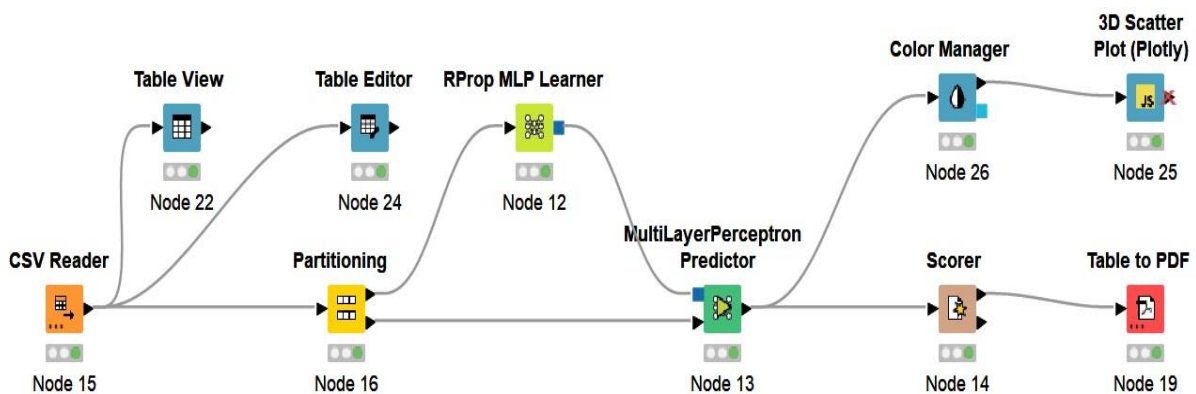 3D Scatter
Plot (Plotly)
Color Manager
Table View
Table Editor
RProp MLP Learner
JS
Node 26
Node 25
Node 22
Node 24
Node 12
MultiLayerPerceptron
Predictor
CSV Reader
Partitioning
Scorer
Table to PDF
Node 15
Node 16
Node 13
Node 14
Node 19